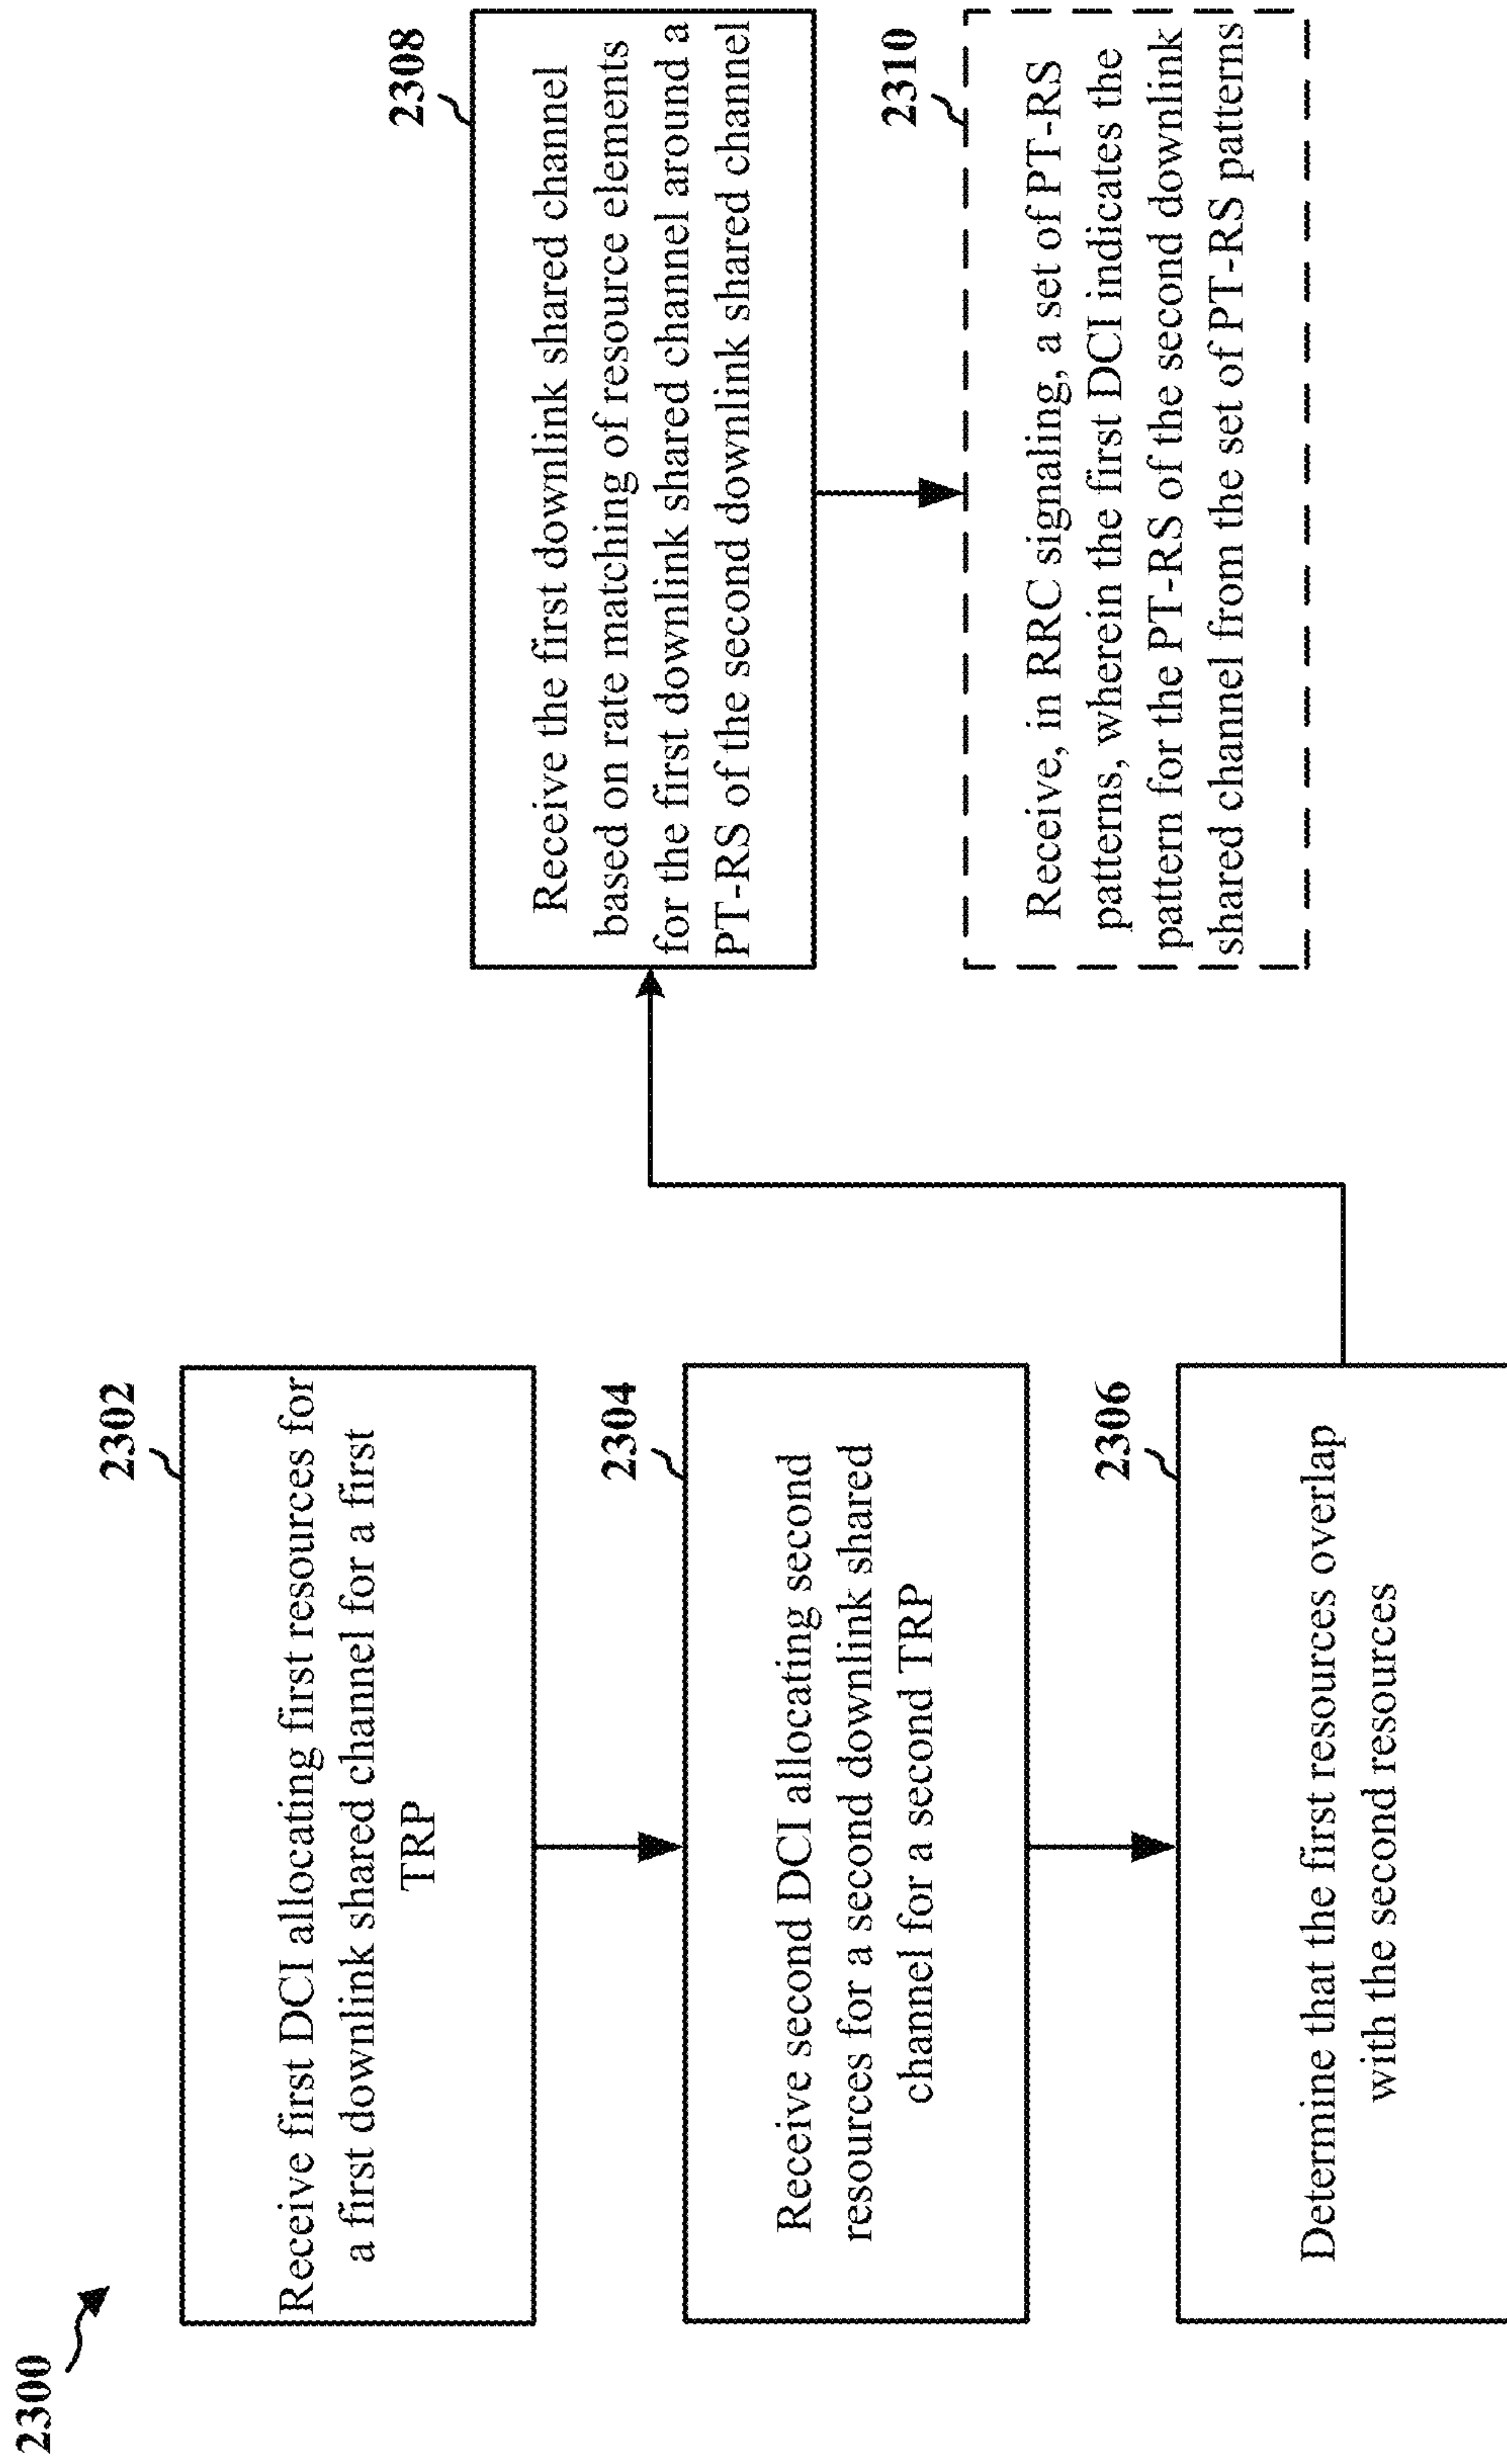 2300
2302
Receive first DCI allocating first resources for
a first downlink shared channel for a first
TRP
2304
Receive second DCI allocating second
resources for a second downlink shared
channel for a second TRP
2306
Determine that the first resources overlap
with the second resources
2308
Receive the first downlink shared channel
based on rate matching of resource elements
for the first downlink shared channel around a
PT-RS of the second downlink shared channel
2310
Receive, in RRC signaling, a set of PT-RS
patterns, wherein the first DCI indicates the
pattern for the PT-RS of the second downlink
shared channel from the set of PT-RS patterns